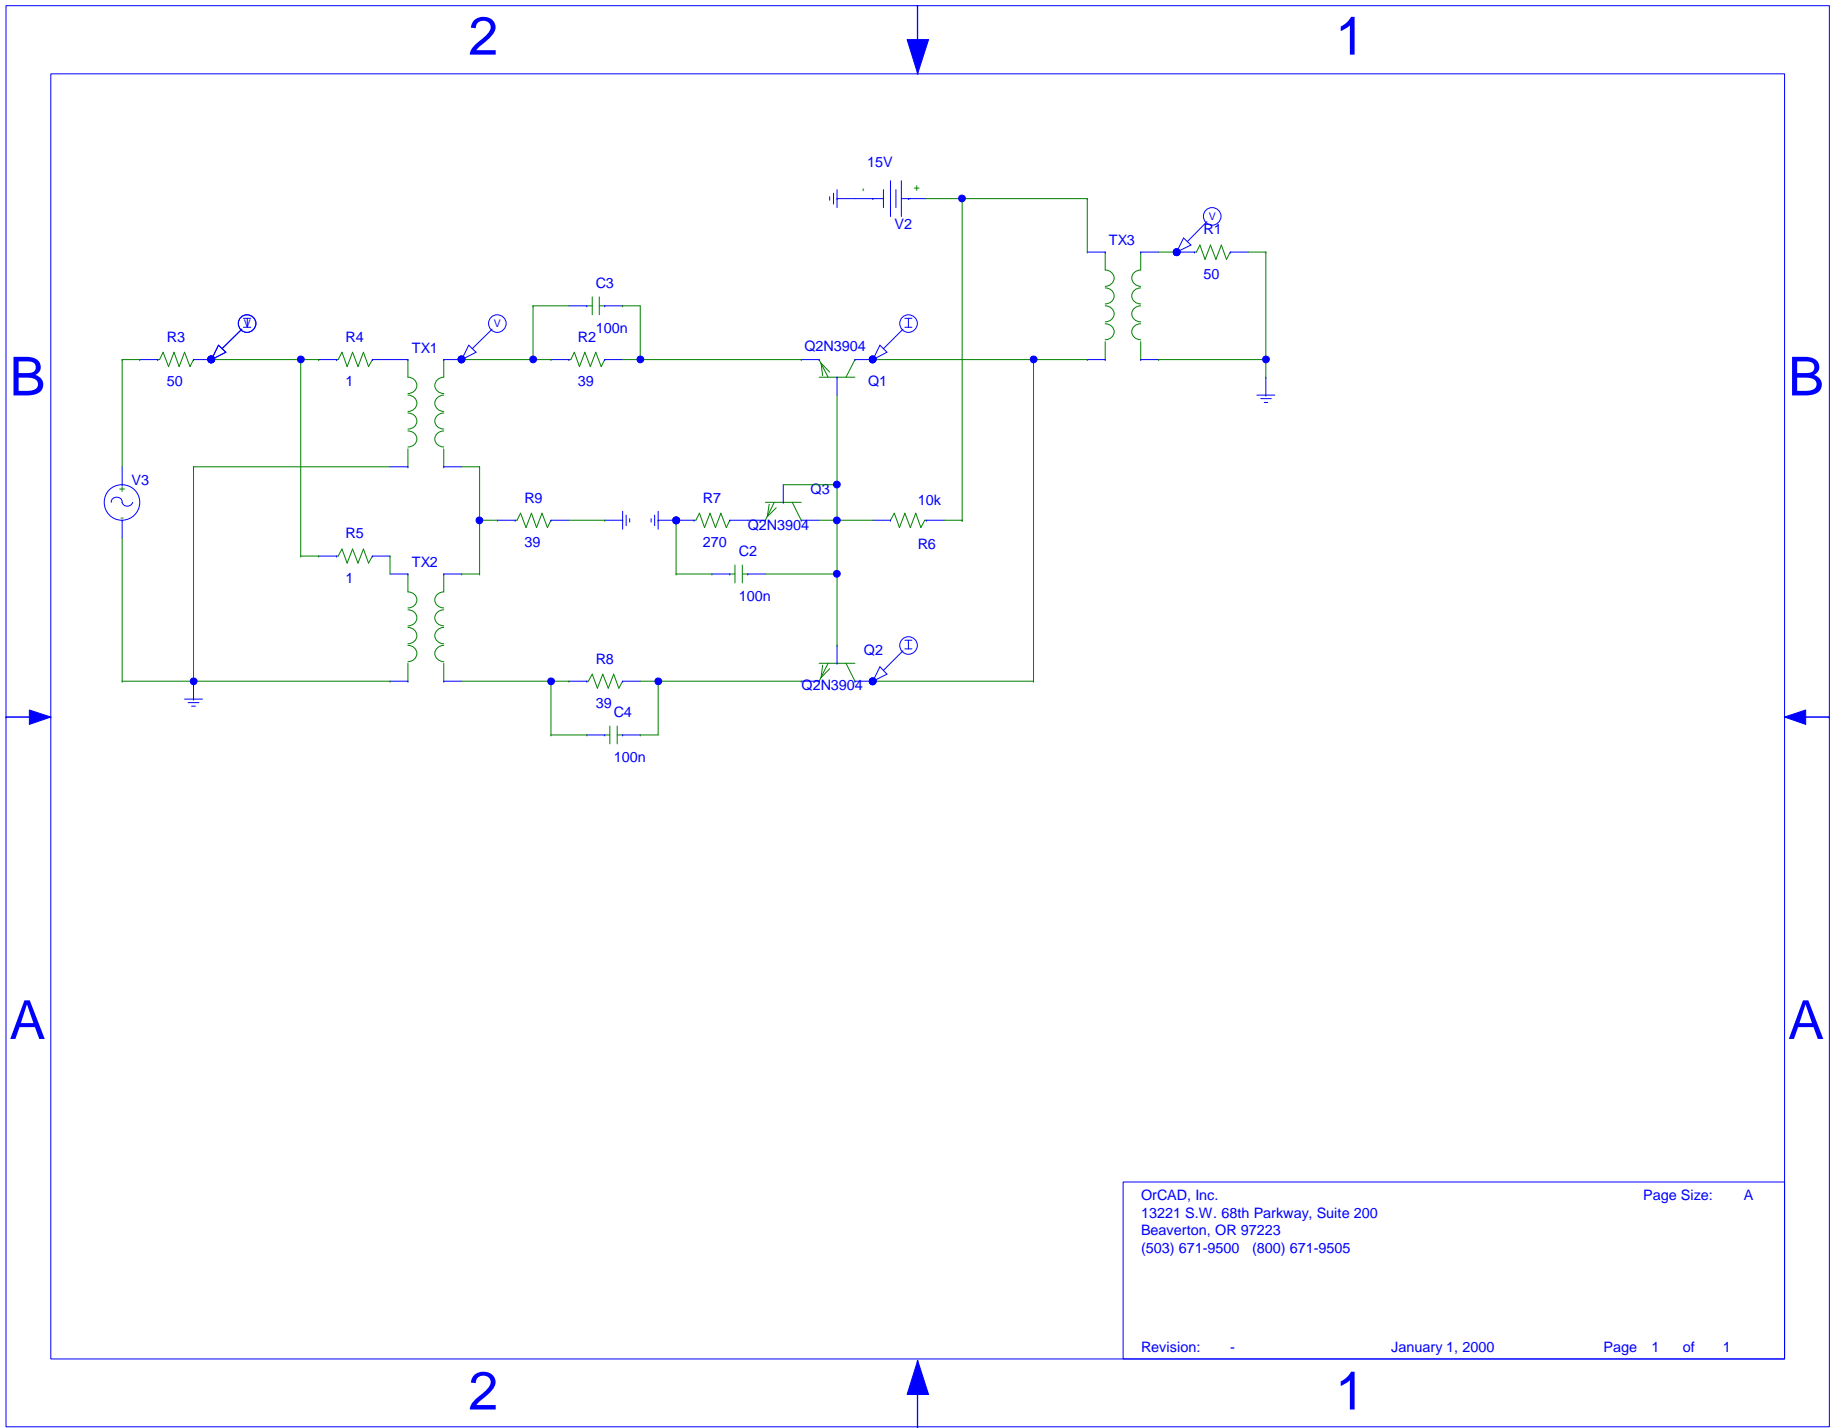 2
1
15V
V2
V
R1
TX3
50
C3
100n
R3
50
V
R4
1
TX1
V
R2
39
Q2N3904
I
Q1
B
B
V3
R9
39
R7
270
Q3
Q2N3904
10k
R6
C2
100n
R5
1
TX2
R8
39
C4
100n
Q2
I
Q2N3904
A
A
OrCAD, Inc.
13221 S.W. 68th Parkway, Suite 200
Beaverton, OR 97223
(503) 671-9500 (800) 671-9505
Page Size: A
Revision: - January 1, 2000 Page 1 of 1
2
1